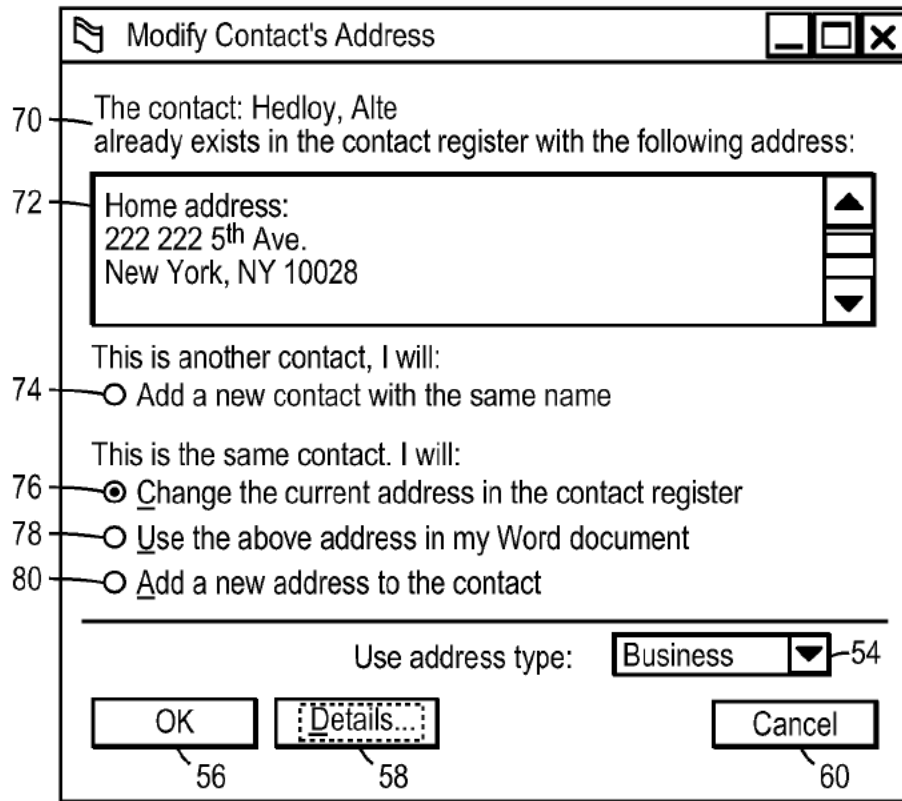 Modify Contact's Address
70
The contact: Hedloy, Alte
already exists in the contact register with the following address:
72
Home address:
222 222 5th Ave.
New York, NY 10028
This is another contact, I will:
74
Add a new contact with the same name
This is the same contact. I will:
76
Change the current address in the contact register
78
Use the above address in my Word document
80
Add a new address to the contact
Use address type: Business 54
OK Details... Cancel
56 58 60